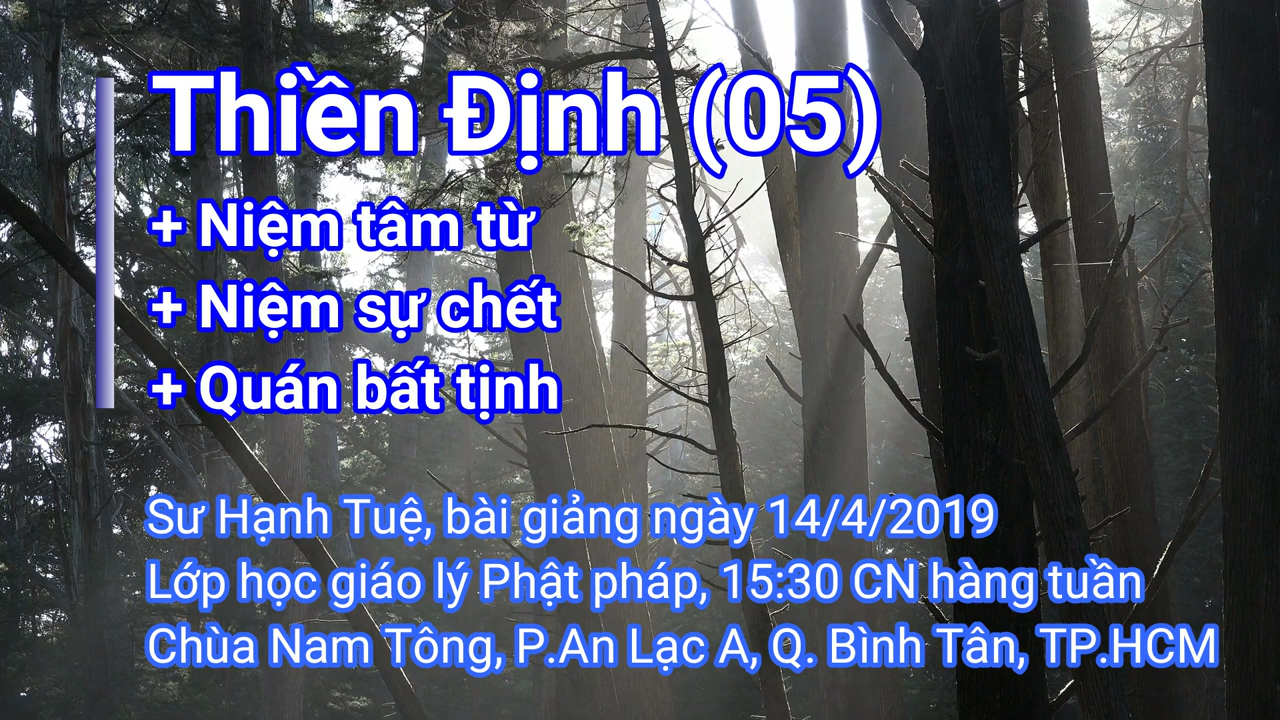 Thiền Định (05)
+ Niệm tâm từ
+ Niệm sự chết
+ Quán bất tịnh
Sư Hạnh Tuệ, bài giảng ngày 14/4/2019
Lớp học giáo lý Phật pháp, 15:30 CN hàng tuần
Chùa Nam Tông, P.An Lạc A, Q. Bình Tân, TP.HCM